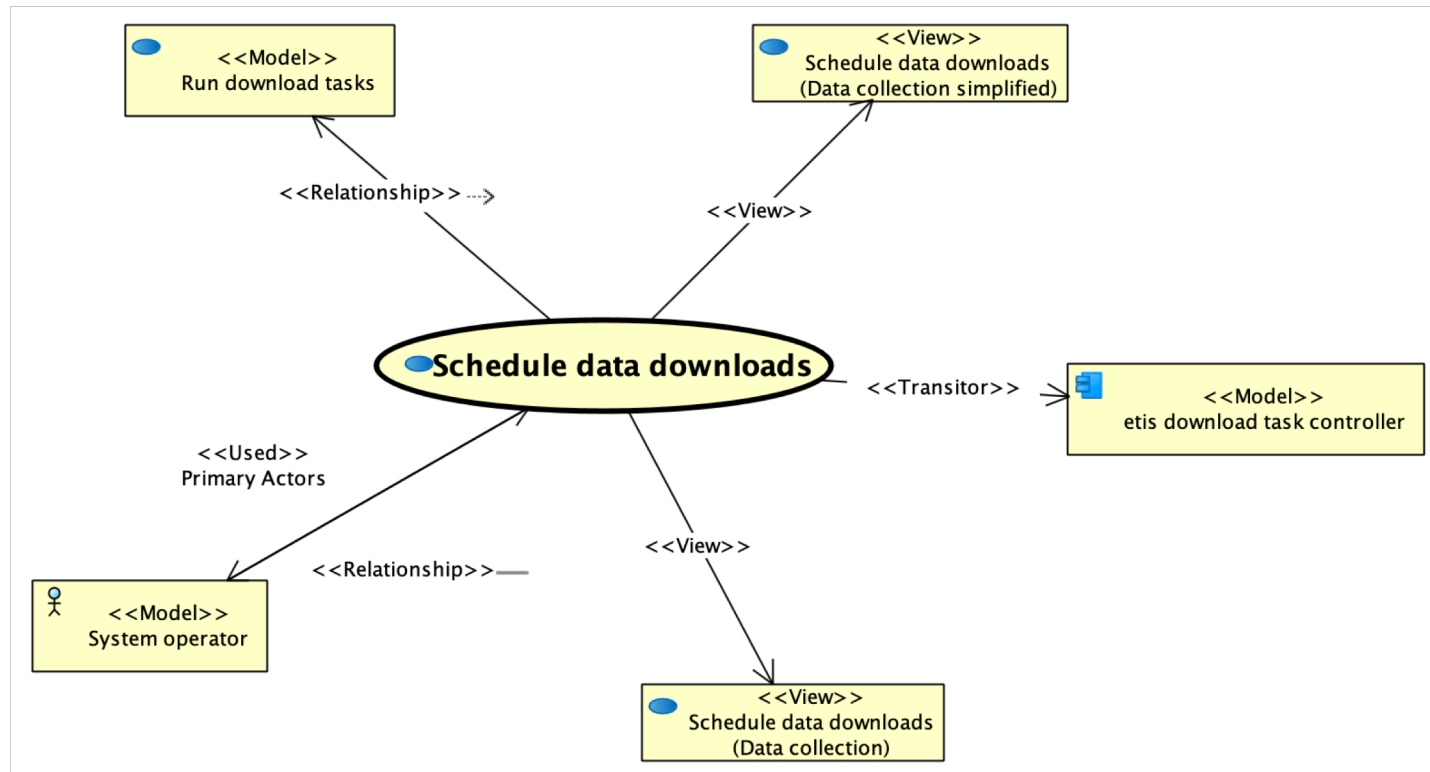 <<Model>>
Run download tasks
<<View>>
Schedule data downloads
(Data collection simplified)
<<Relationship>>
<<View>>
Schedule data downloads
<<Transitor>>
<<Model>>
etis download task controller
<<Used>>
Primary Actors
<<View>>
<<Relationship>>
<<Model>>
System operator
<<View>>
Schedule data downloads
(Data collection)